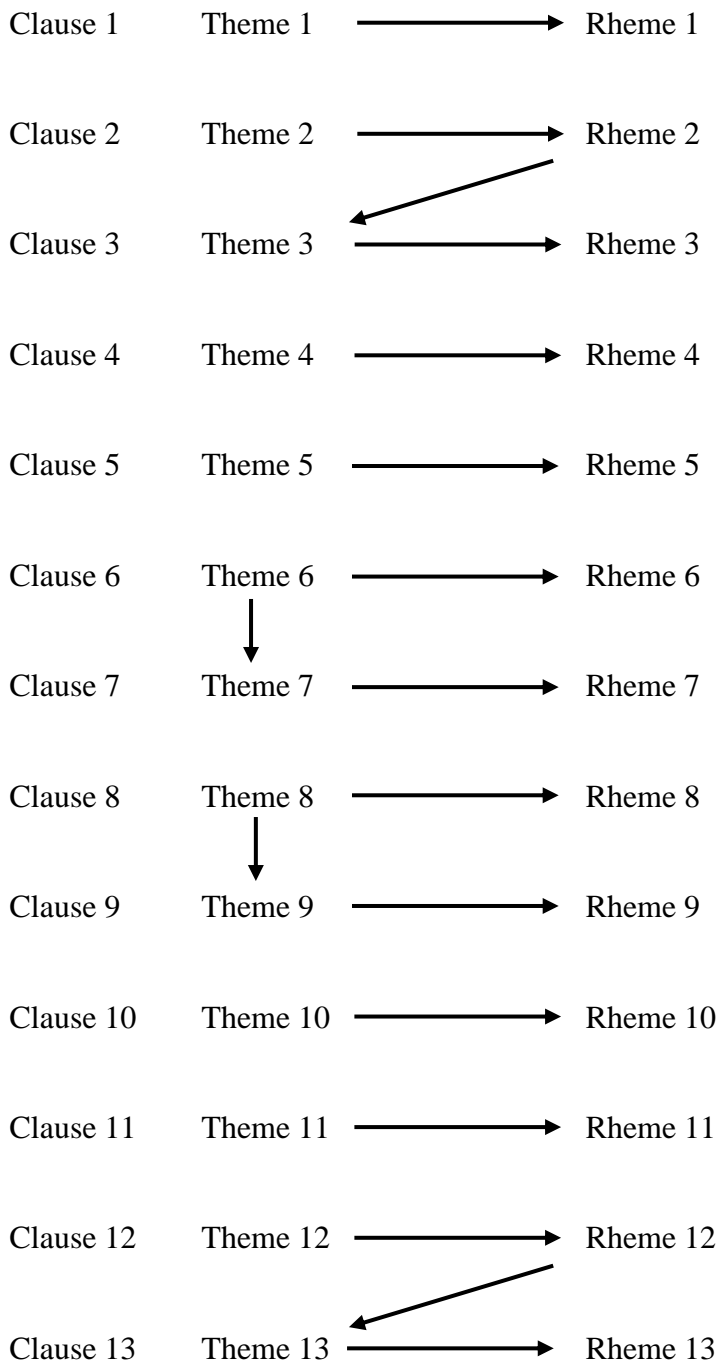 Clause 1 Theme 1 Rheme 1
Clause 2 Theme 2 Rheme 2
Clause 3 Theme 3 Rheme 3
Clause 4 Theme 4 Rheme 4
Clause 5 Theme 5 Rheme 5
Clause 6 Theme 6 Rheme 6
Clause 7 Theme 7 Rheme 7
Clause 8 Theme 8 Rheme 8
Clause 9 Theme 9 Rheme 9
Clause 10 Theme 10 Rheme 10
Clause 11 Theme 11 Rheme 11
Clause 12 Theme 12 Rheme 12
Clause 13 Theme 13 Rheme 13